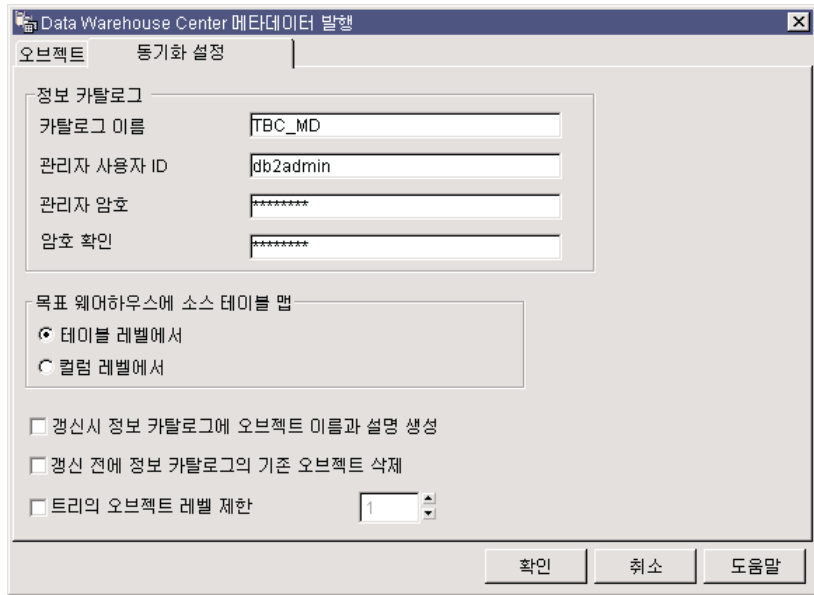 Data Warehouse Center 메타데이터 발행
오브젝트 동기화 설정
정보 카탈로그
카탈로그 이름 TBC_MD
관리자 사용자 ID db2admin
관리자 암호 ********
암호 확인 ********
목표 웨어하우스에 소스 테이블 맵
테이블 레벨에서
컬럼 레벨에서
갱신시 정보 카탈로그에 오브젝트 이름과 설명 생성
갱신 전에 정보 카탈로그의 기존 오브젝트 삭제
트리의 오브젝트 레벨 제한 1
확인 취소 도움말